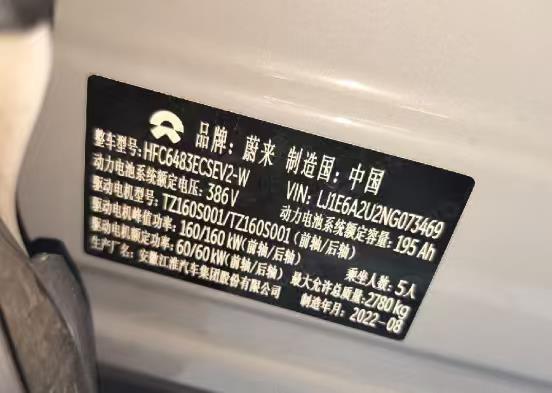 品牌：蔚来 制造国：中国
整车型号：HFC6483ECSEV2-W VIN：LJ1E6A2U2NG073469
动力电池系统额定电压：386V 动力电池系统额定容量：195 Ah
驱动电机型号：TZ160S001/TZ160S001（前轴/后轴）
驱动电机峰值功率：160/160 kW（前轴/后轴） 乘坐人数：5人
驱动电机额定功率：60/60 kW（前轴/后轴） 最大允许总质量：2780kg
生产厂名：安徽江淮汽车集团股份有限公司 制造年月：2022-08